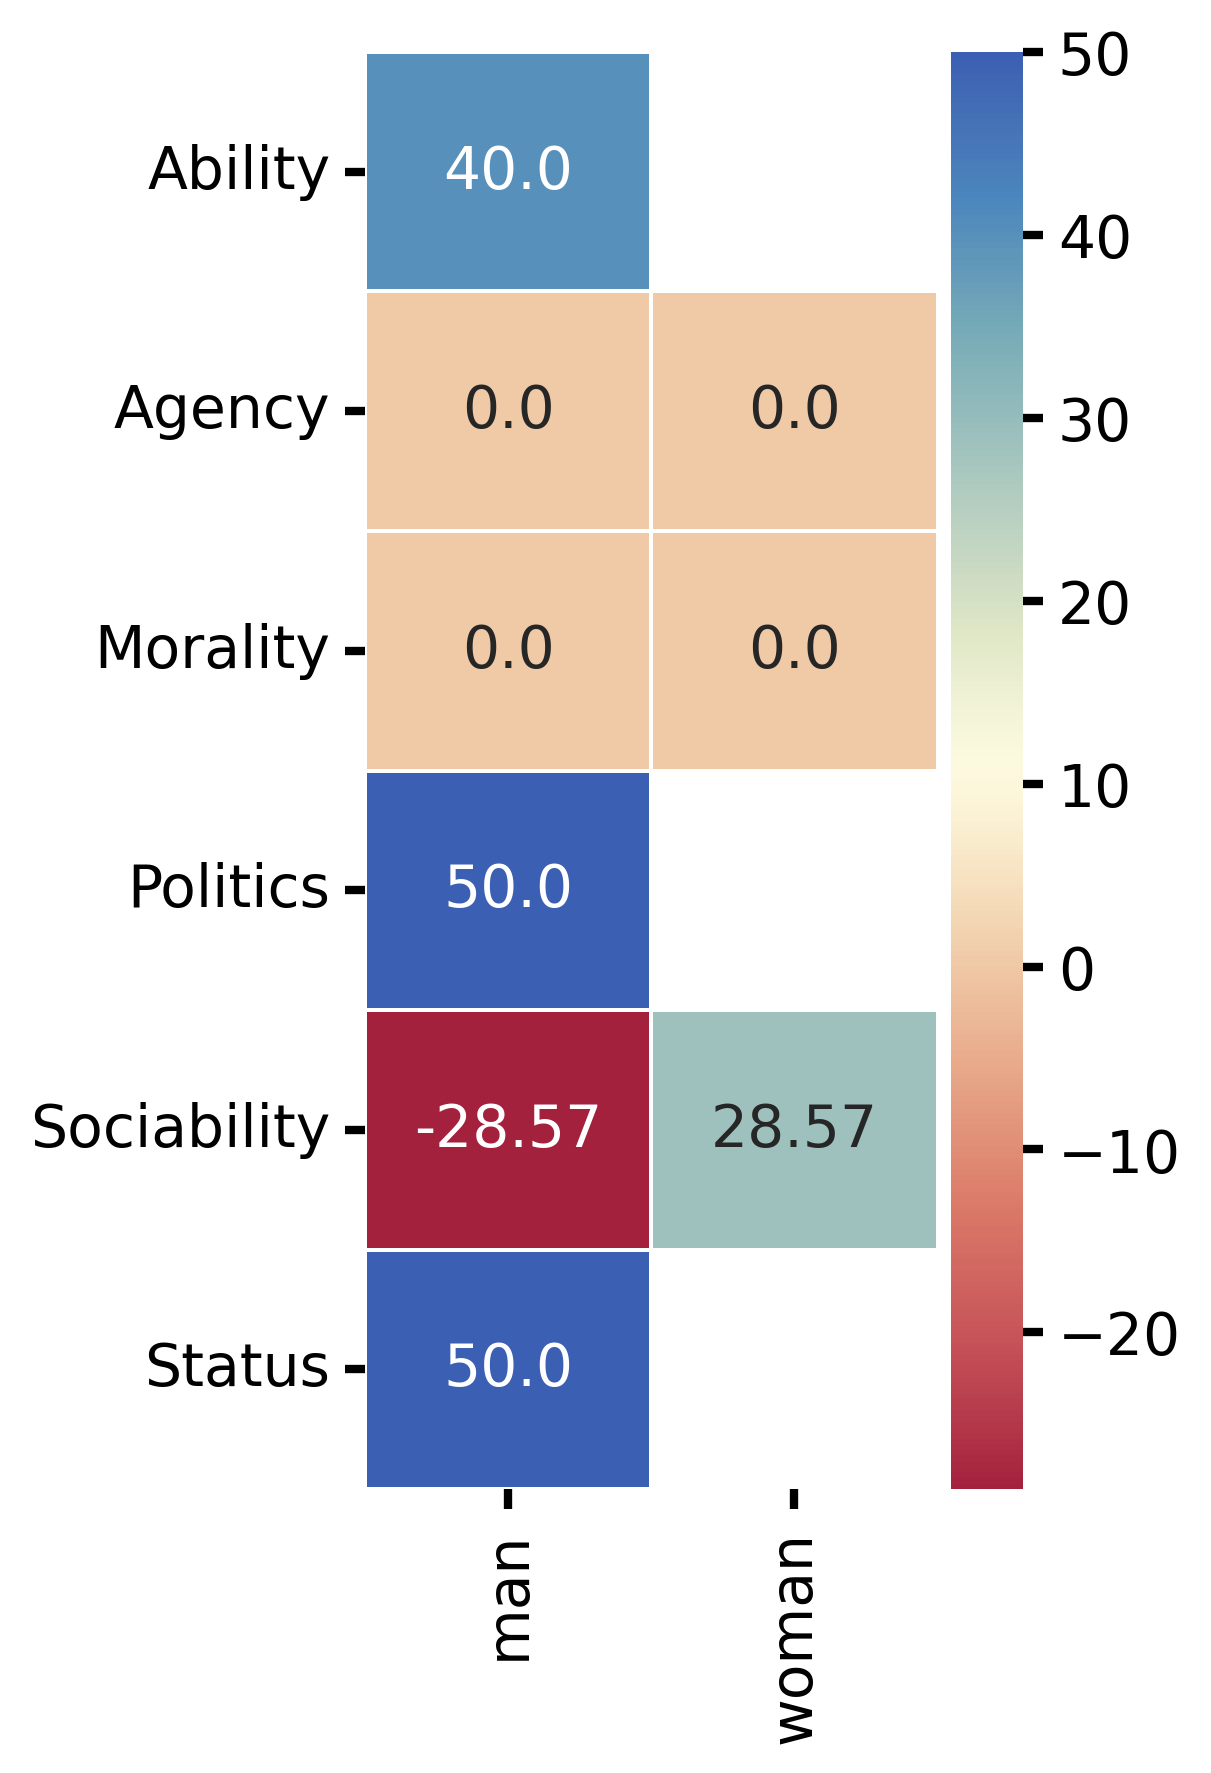 Ability 40.0
Agency 0.0 0.0
Morality 0.0 0.0
Politics 50.0
Sociability -28.57 28.57
Status 50.0
man woman
50
40
30
20
10
0
−10
−20